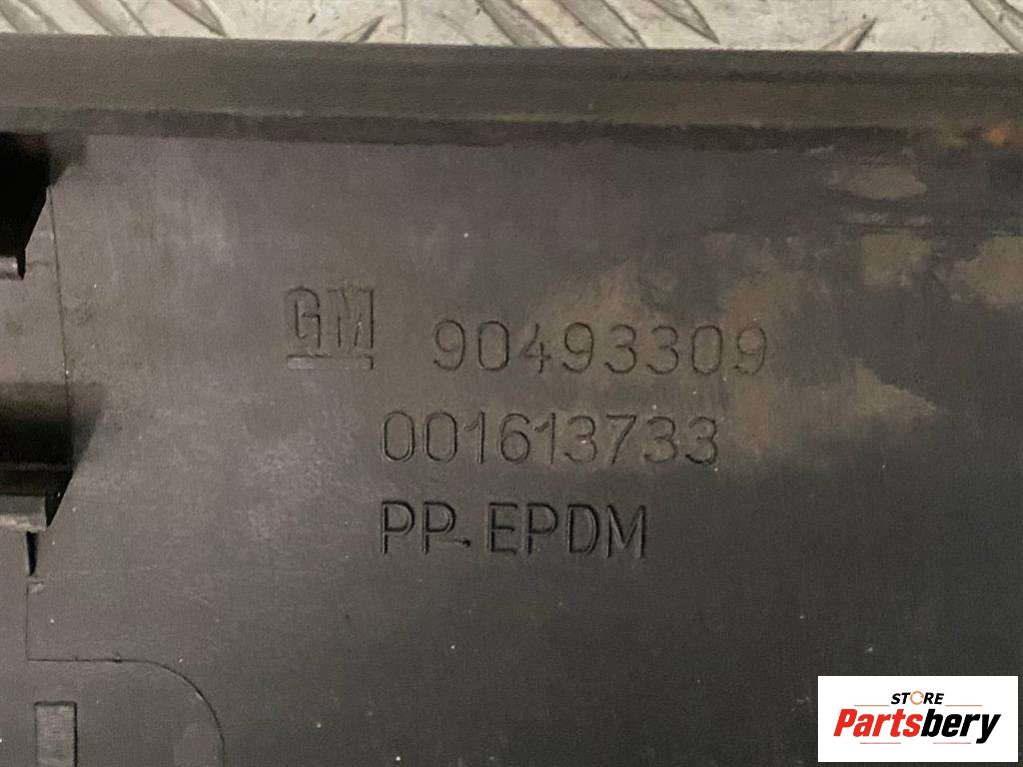 GM 90493309
001613733
PP.EPDM
STORE
Partsbery